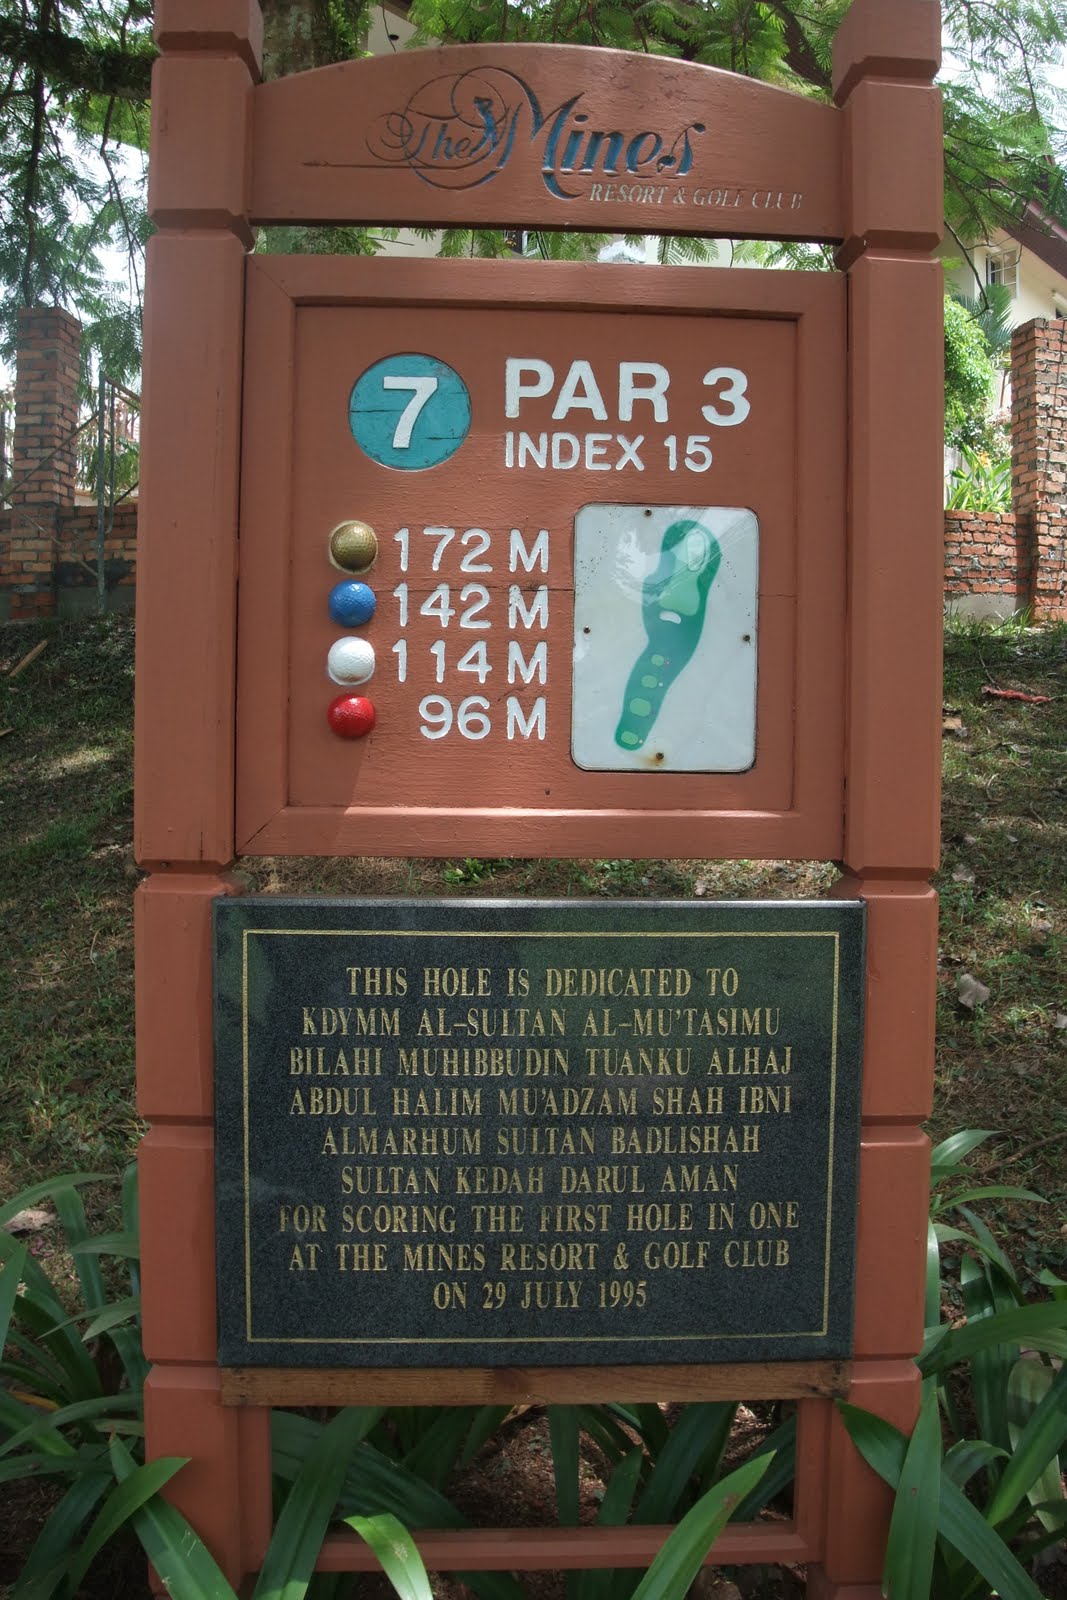 The Mines
RESORT & GOLF CLUB
7
PAR 3
INDEX 15
172 M
142 M
114 M
96 M
THIS HOLE IS DEDICATED TO
KDYMM AL-SULTAN AL-MU'TASIMU
BILAHI MUHIBBUDIN TUANKU ALHAJ
ABDUL HALIM MU'ADZAM SHAH IBNI
ALMARHUM SULTAN BADLISHAH
SULTAN KEDAH DARUL AMAN
FOR SCORING THE FIRST HOLE IN ONE
AT THE MINES RESORT & GOLF CLUB
ON 29 JULY 1995